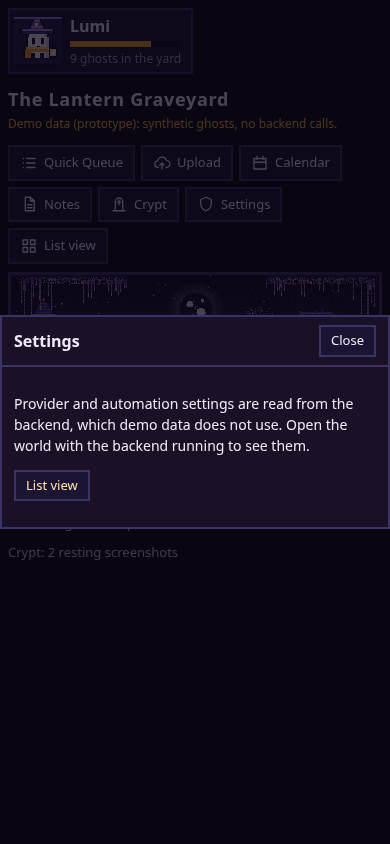 Lumi
9 ghosts in the yard
The Lantern Graveyard
Demo data (prototype): synthetic ghosts, no backend calls.
Quick Queue
Upload
Calendar
Notes
Crypt
Settings
List view
Settings
Close
Provider and automation settings are read from the
backend, which demo data does not use. Open the
world with the backend running to see them.
List view
Crypt: 2 resting screenshots